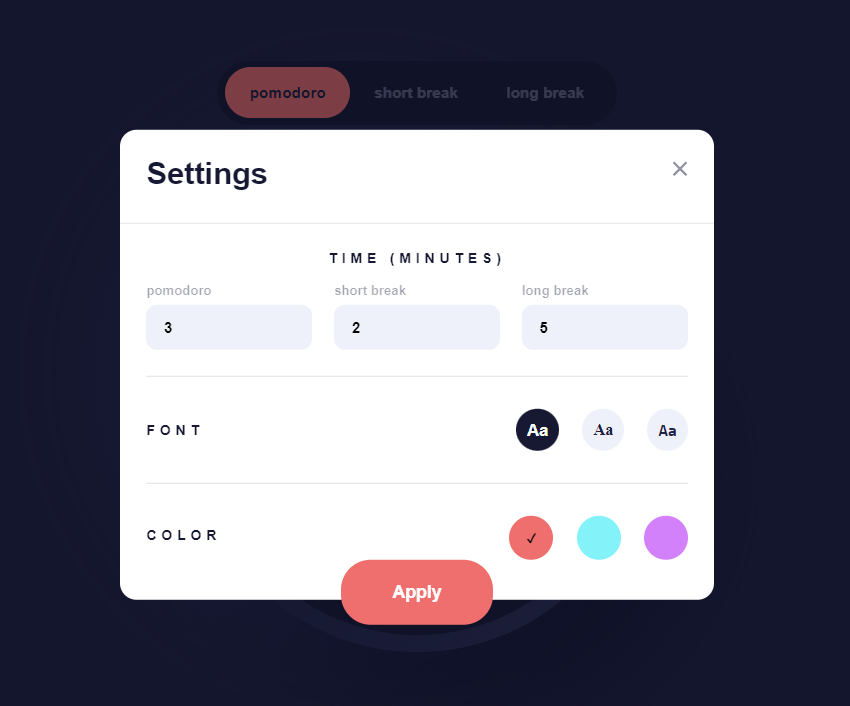 pomodoro short break long break
Settings
TIME (MINUTES)
pomodoro short break long break
3 2 5
FONT Aa Aa Aa
COLOR
Apply